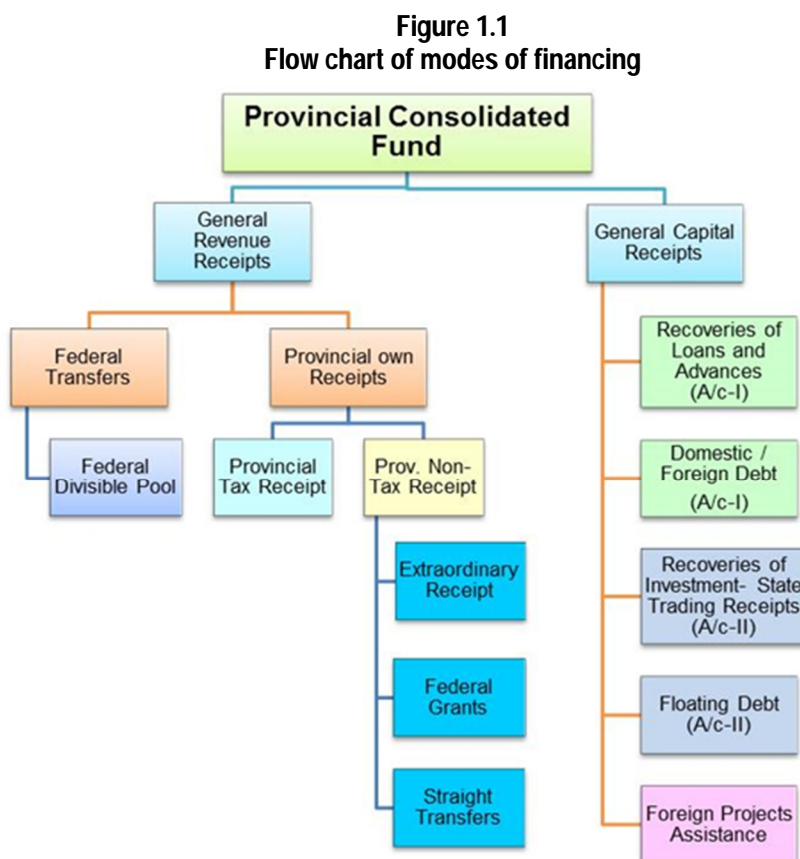 Figure 1.1
Flow chart of modes of financing
Provincial Consolidated
Fund
General
Revenue
Receipts
General Capital
Receipts
Federal
Transfers
Provincial own
Receipts
Federal
Divisible Pool
Provincial
Tax Receipt
Prov. Non-
Tax Receipt
Extraordinary
Receipt
Federal
Grants
Straight
Transfers
Recoveries of
Loans and
Advances
(A/c-I)
Domestic /
Foreign Debt
(A/c-I)
Recoveries of
Investment- State
Trading Receipts
(A/c-II)
Floating Debt
(A/c-II)
Foreign Projects
Assistance